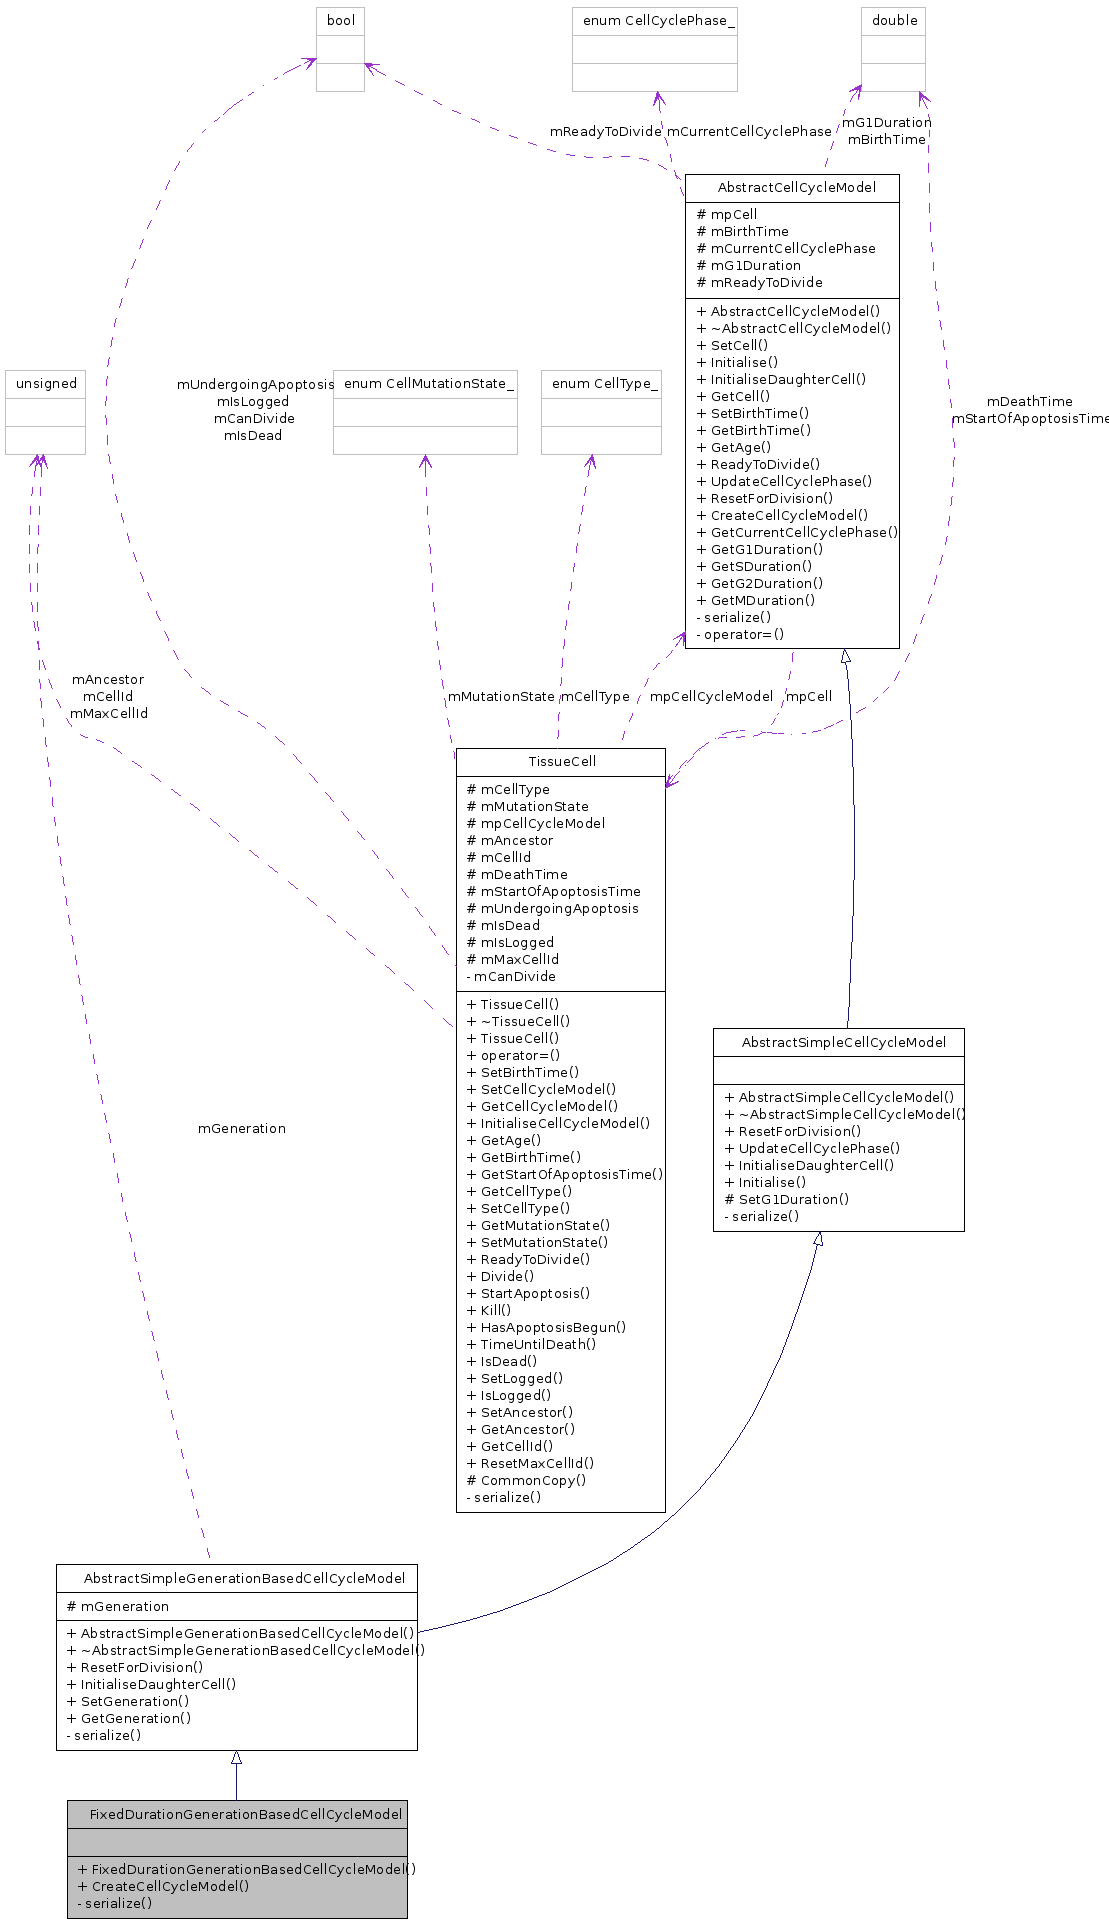 bool
enum CellCyclePhase_
double
mReadyToDivide
mCurrentCellCyclePhase
mG1Duration
mBirthTime
AbstractCellCycleModel
# mpCell
# mBirthTime
# mCurrentCellCyclePhase
# mG1Duration
# mReadyToDivide
+ AbstractCellCycleModel()
+ ~AbstractCellCycleModel()
+ SetCell()
+ Initialise()
+ InitialiseDaughterCell()
+ GetCell()
+ SetBirthTime()
+ GetBirthTime()
+ GetAge()
+ ReadyToDivide()
+ UpdateCellCyclePhase()
+ ResetForDivision()
+ CreateCellCycleModel()
+ GetCurrentCellCyclePhase()
+ GetG1Duration()
+ GetSDuration()
+ GetG2Duration()
+ GetMDuration()
- serialize()
- operator=()
unsigned
mUndergoingApoptosis
mIsLogged
mCanDivide
mIsDead
enum CellMutationState_
enum CellType_
mDeathTime
mStartOfApoptosisTime
mAncestor
mCellId
mMaxCellId
mMutationState
mCellType
mpCellCycleModel
mpCell
TissueCell
# mCellType
# mMutationState
# mpCellCycleModel
# mAncestor
# mCellId
# mDeathTime
# mStartOfApoptosisTime
# mUndergoingApoptosis
# mIsDead
# mIsLogged
# mMaxCellId
- mCanDivide
+ TissueCell()
+ ~TissueCell()
+ TissueCell()
+ operator=()
+ SetBirthTime()
+ SetCellCycleModel()
+ GetCellCycleModel()
+ InitialiseCellCycleModel()
+ GetAge()
+ GetBirthTime()
+ GetStartOfApoptosisTime()
+ GetCellType()
+ SetCellType()
+ GetMutationState()
+ SetMutationState()
+ ReadyToDivide()
+ Divide()
+ StartApoptosis()
+ Kill()
+ HasApoptosisBegun()
+ TimeUntilDeath()
+ IsDead()
+ SetLogged()
+ IsLogged()
+ SetAncestor()
+ GetAncestor()
+ GetCellId()
+ ResetMaxCellId()
# CommonCopy()
- serialize()
AbstractSimpleCellCycleModel
+ AbstractSimpleCellCycleModel()
+ ~AbstractSimpleCellCycleModel()
+ ResetForDivision()
+ UpdateCellCyclePhase()
+ InitialiseDaughterCell()
+ Initialise()
# SetG1Duration()
- serialize()
mGeneration
AbstractSimpleGenerationBasedCellCycleModel
# mGeneration
+ AbstractSimpleGenerationBasedCellCycleModel()
+ ~AbstractSimpleGenerationBasedCellCycleModel()
+ ResetForDivision()
+ InitialiseDaughterCell()
+ SetGeneration()
+ GetGeneration()
- serialize()
FixedDurationGenerationBasedCellCycleModel
+ FixedDurationGenerationBasedCellCycleModel()
+ CreateCellCycleModel()
- serialize()